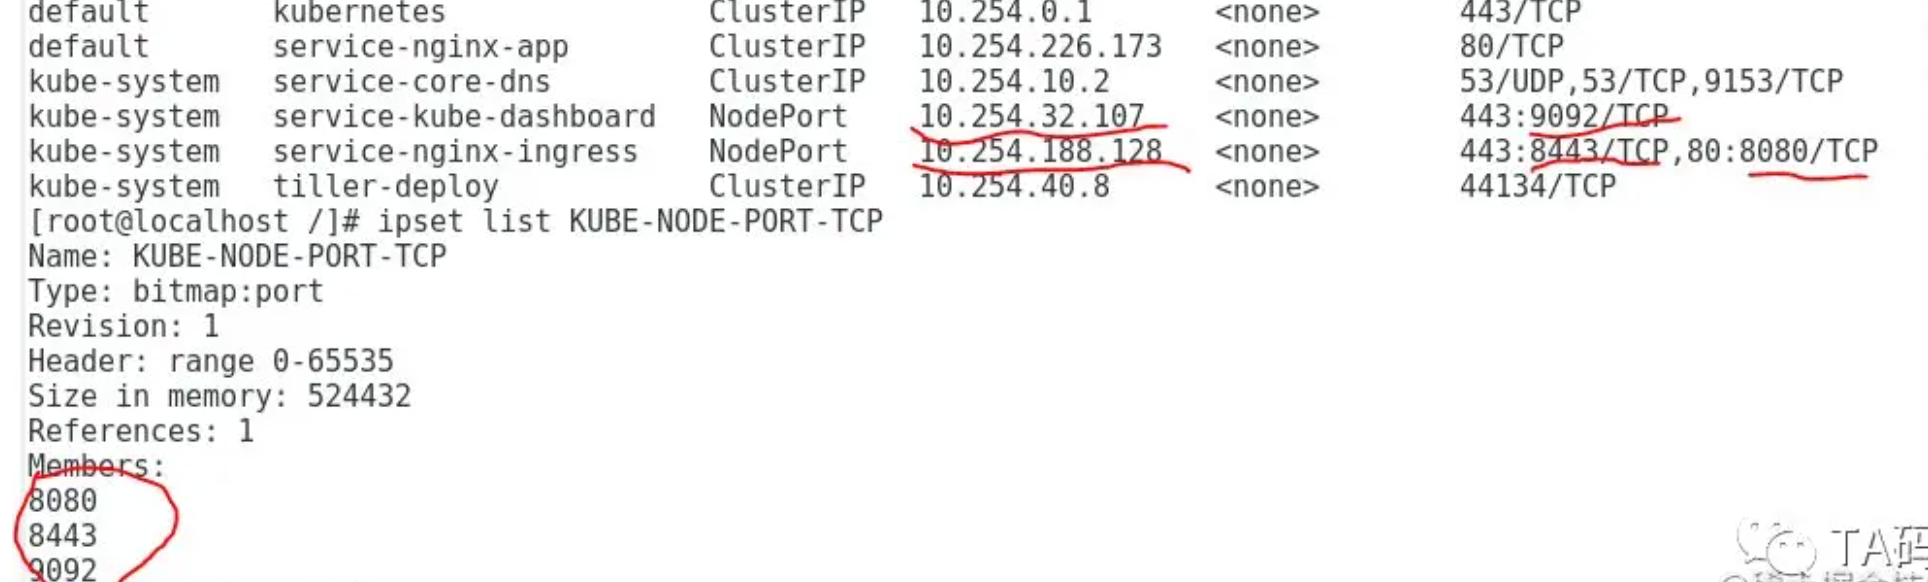 default kubernetes ClusterIP 10.254.0.1 <none> 443/TCP
default service-nginx-app ClusterIP 10.254.226.173 <none> 80/TCP
kube-system service-core-dns ClusterIP 10.254.10.2 <none> 53/UDP,53/TCP,9153/TCP
kube-system service-kube-dashboard NodePort 10.254.32.107 <none> 443:9092/TCP
kube-system service-nginx-ingress NodePort 10.254.188.128 <none> 443:8443/TCP,80:8080/TCP
kube-system tiller-deploy ClusterIP 10.254.40.8 <none> 44134/TCP
[root@localhost /]# ipset list KUBE-NODE-PORT-TCP
Name: KUBE-NODE-PORT-TCP
Type: bitmap:port
Revision: 1
Header: range 0-65535
Size in memory: 524432
References: 1
Members:
8080
8443
9092
TA码